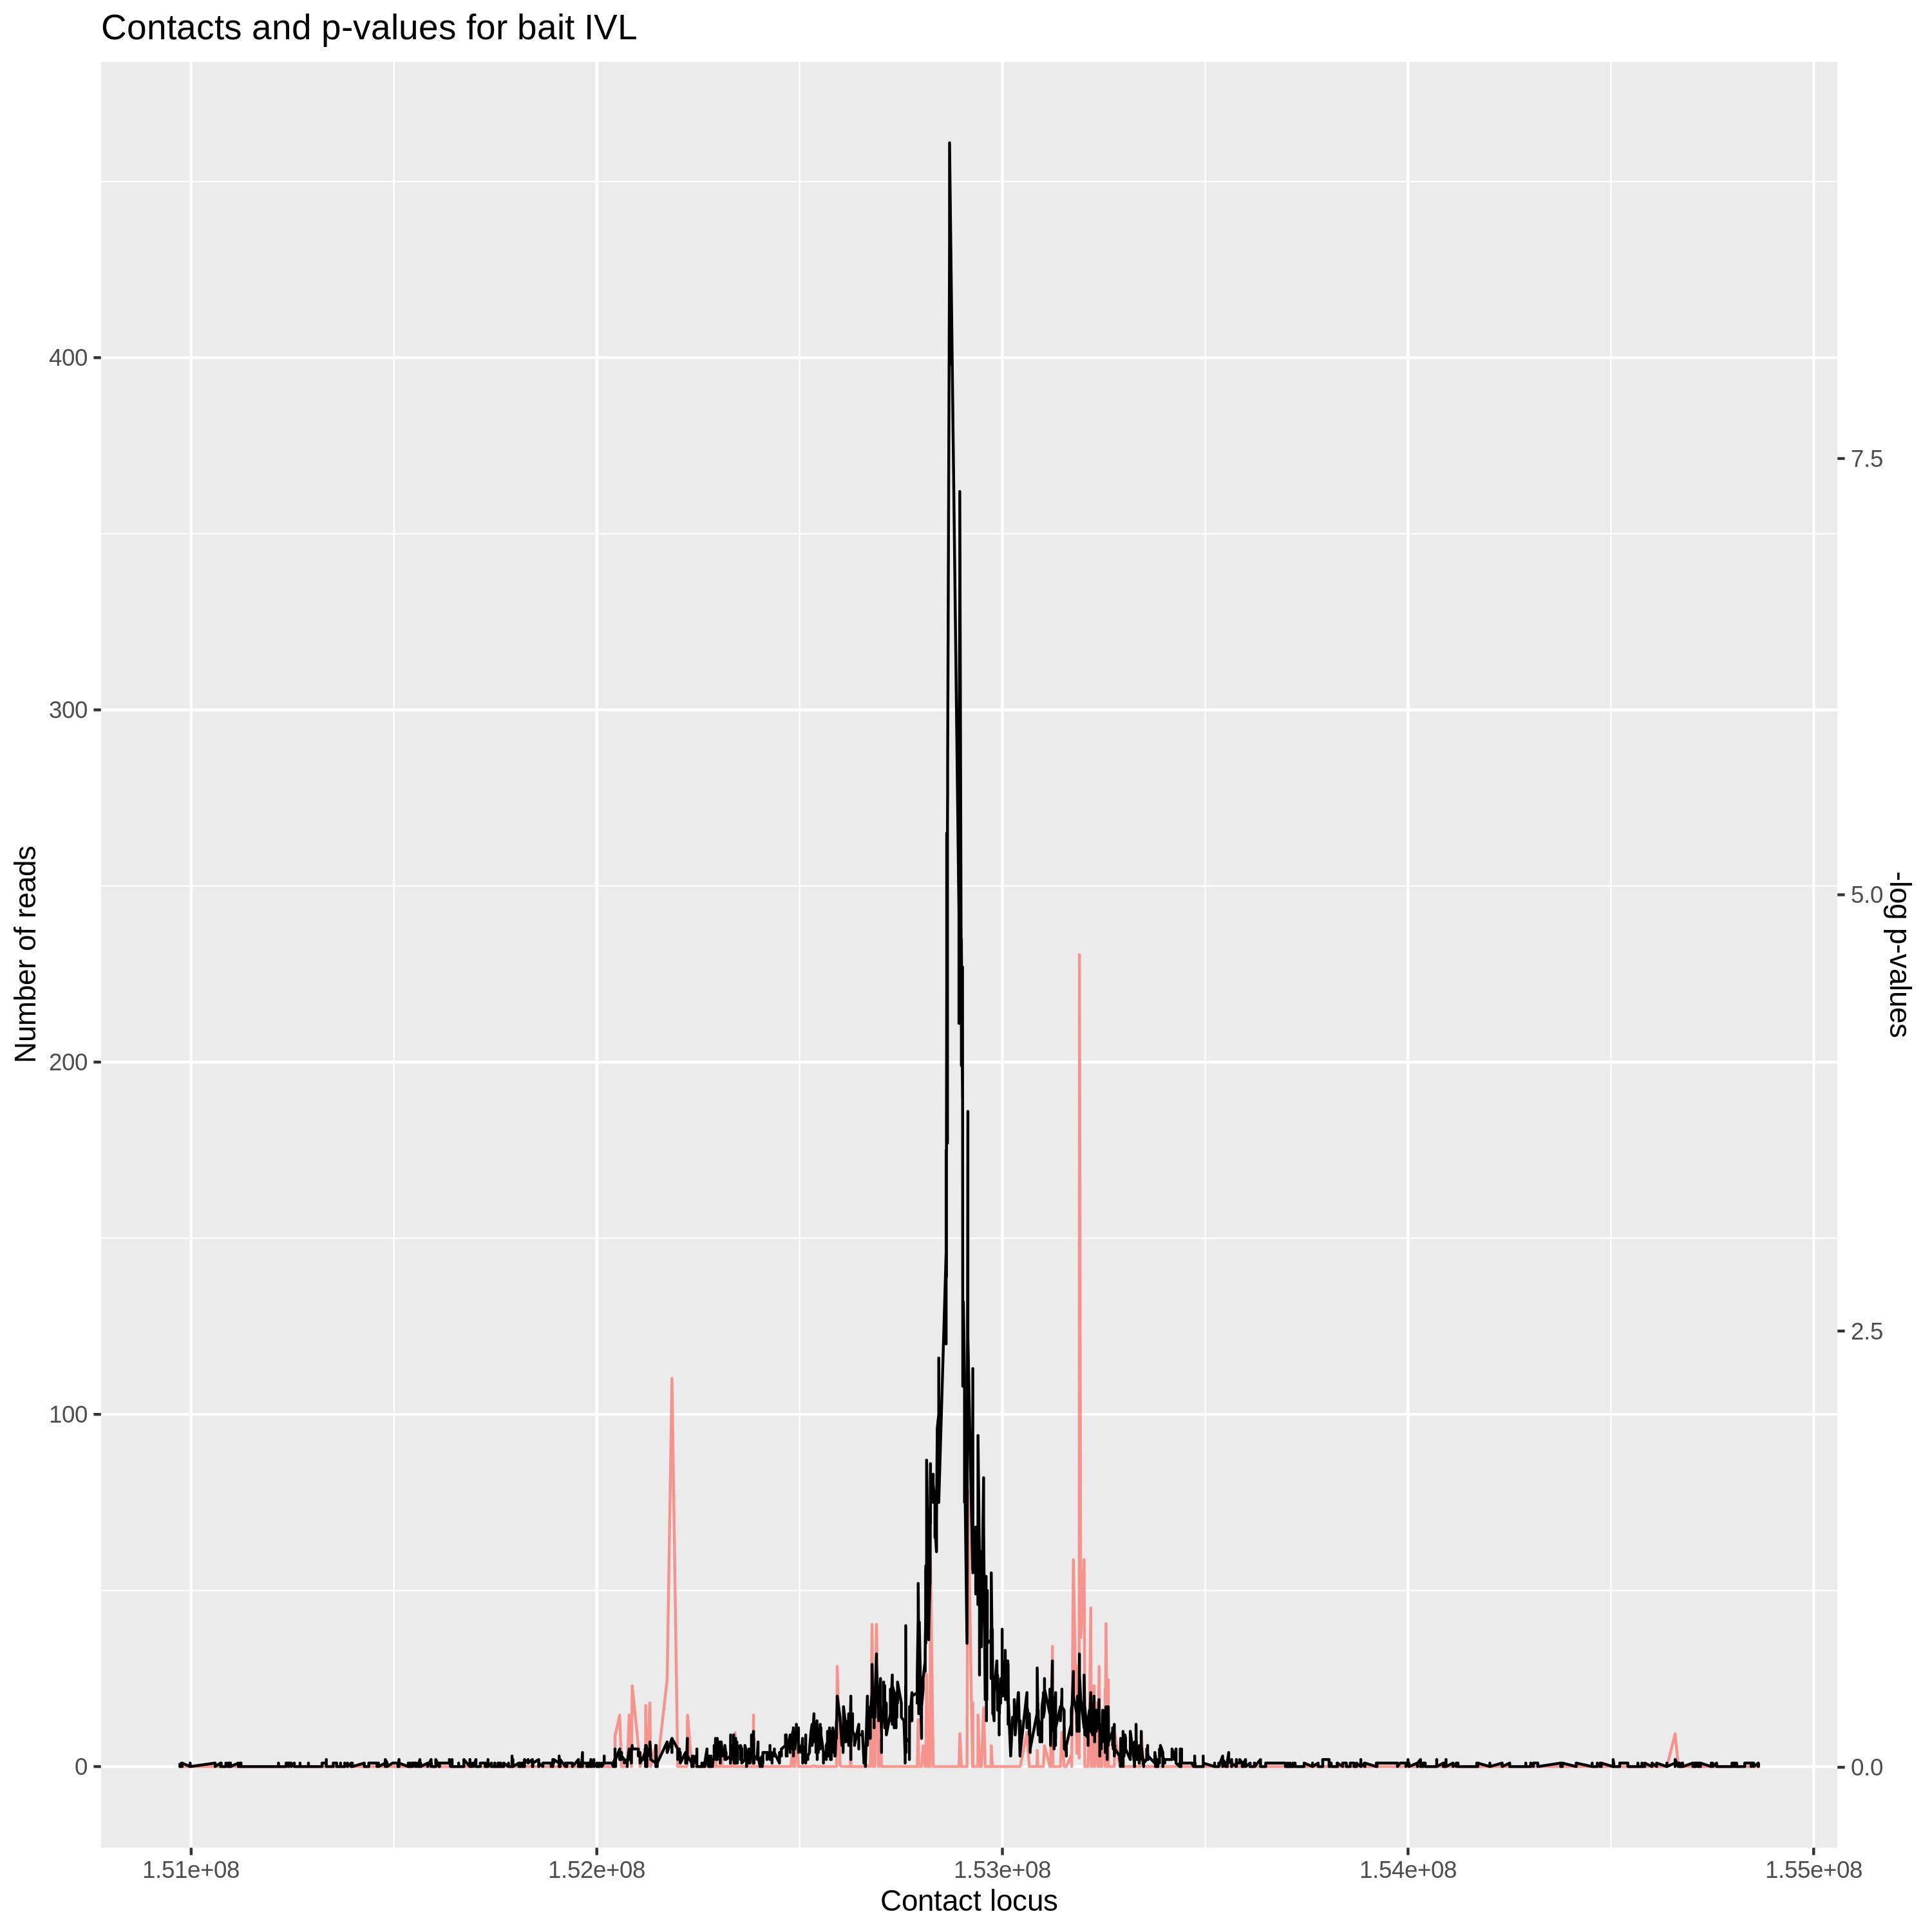 Contacts and p-values for bait IVL
Number of reads
400
300
200
100
0
7.5
5.0
2.5
0.0
-log p-values
1.51e+08
1.52e+08
1.53e+08
1.54e+08
1.55e+08
Contact locus